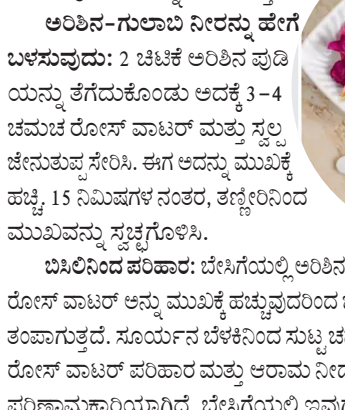 ಅರಿಶಿನ-ಗುಲಾಬಿ ನೀರನ್ನು ಹೇಗೆ
ಬಳಸುವುದು: 2 ಚಿಟಿಕೆ ಅರಿಶಿನ ಪುಡಿ
ಯನ್ನು ತೆಗೆದುಕೊಂಡು ಅದಕ್ಕೆ 3-4
ಚಮಚ ರೋಸ್ ವಾಟರ್ ಮತ್ತು ಸ್ವಲ್ಪ
ಜೇನುತುಪ್ಪ ಸೇರಿಸಿ. ಈಗ ಅದನ್ನು ಮುಖಕ್ಕೆ
ಹಚ್ಚಿ. 15 ನಿಮಿಷಗಳ ನಂತರ, ತಣ್ಣೀರಿನಿಂದ
ಮುಖವನ್ನು ಸ್ವಚ್ಛಗೊಳಿಸಿ.
ಬಿಸಿಲಿನಿಂದ ಪರಿಹಾರ: ಬೇಸಿಗೆಯಲ್ಲಿ ಅರಿಶಿನ
ರೋಸ್ ವಾಟರ್ ಅನ್ನು ಮುಖಕ್ಕೆ ಹಚ್ಚುವುದರಿಂದ
ತಂಪಾಗುತ್ತದೆ. ಸೂರ್ಯನ ಬೆಳಕಿನಿಂದ ಸುಟ್ಟ
ರೋಸ್ ವಾಟರ್ ಪರಿಹಾರ ಮತ್ತು ಆರಾಮ
ಪರಿಣಾಮಕಾರಿಯಾಗಿದೆ. ಬೇಸಿಗೆಯಲ್ಲಿ